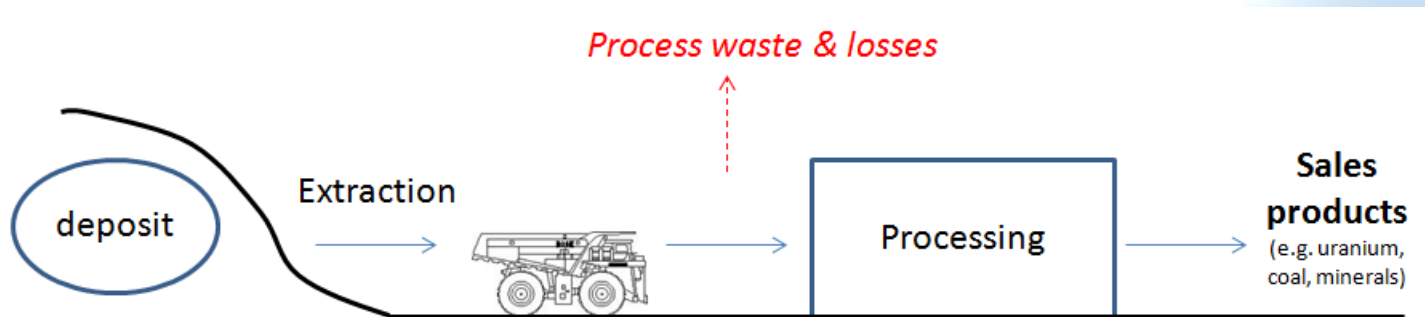 Process waste & losses
deposit
Extraction
Processing
Sales
products
(e.g. uranium,
coal, minerals)